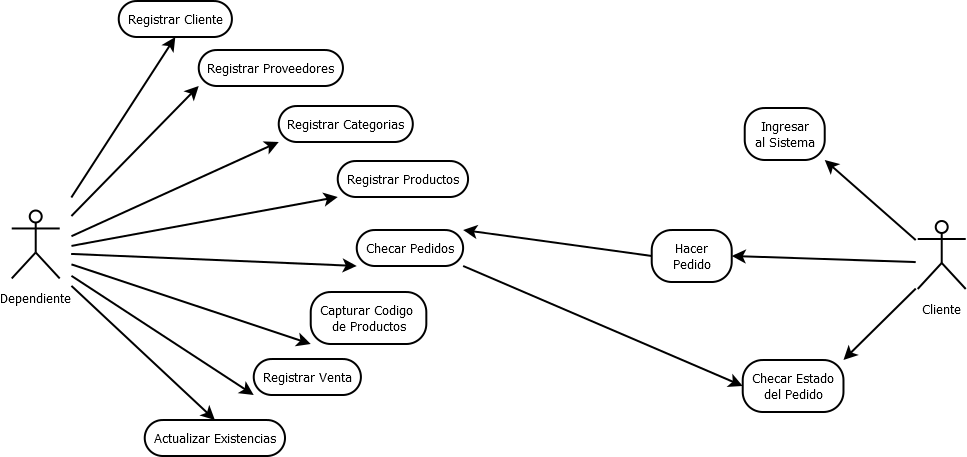 Registrar Cliente
Registrar Proveedores
Registrar Categorias
Ingresar
al Sistema
Registrar Productos
Checar Pedidos
Hacer
Pedido
Dependiente
Cliente
Capturar Codigo
de Productos
Registrar Venta
Checar Estado
del Pedido
Actualizar Existencias